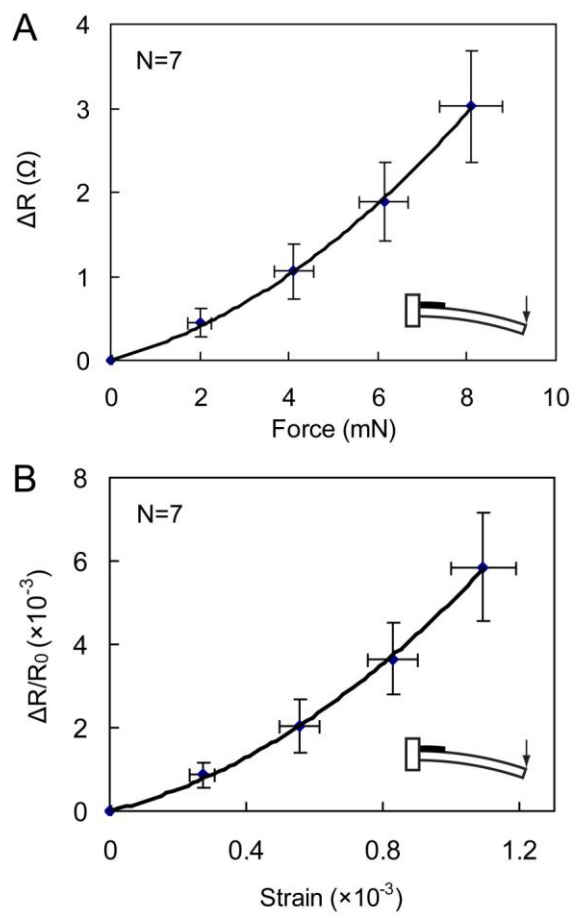 A
N=7
ΔR (Ω)
4
3
2
1
0
0 2 4 6 8 10
Force (mN)
B
N=7
ΔR/R₀ (×10⁻³)
8
6
4
2
0
0 0.4 0.8 1.2
Strain (×10⁻³)